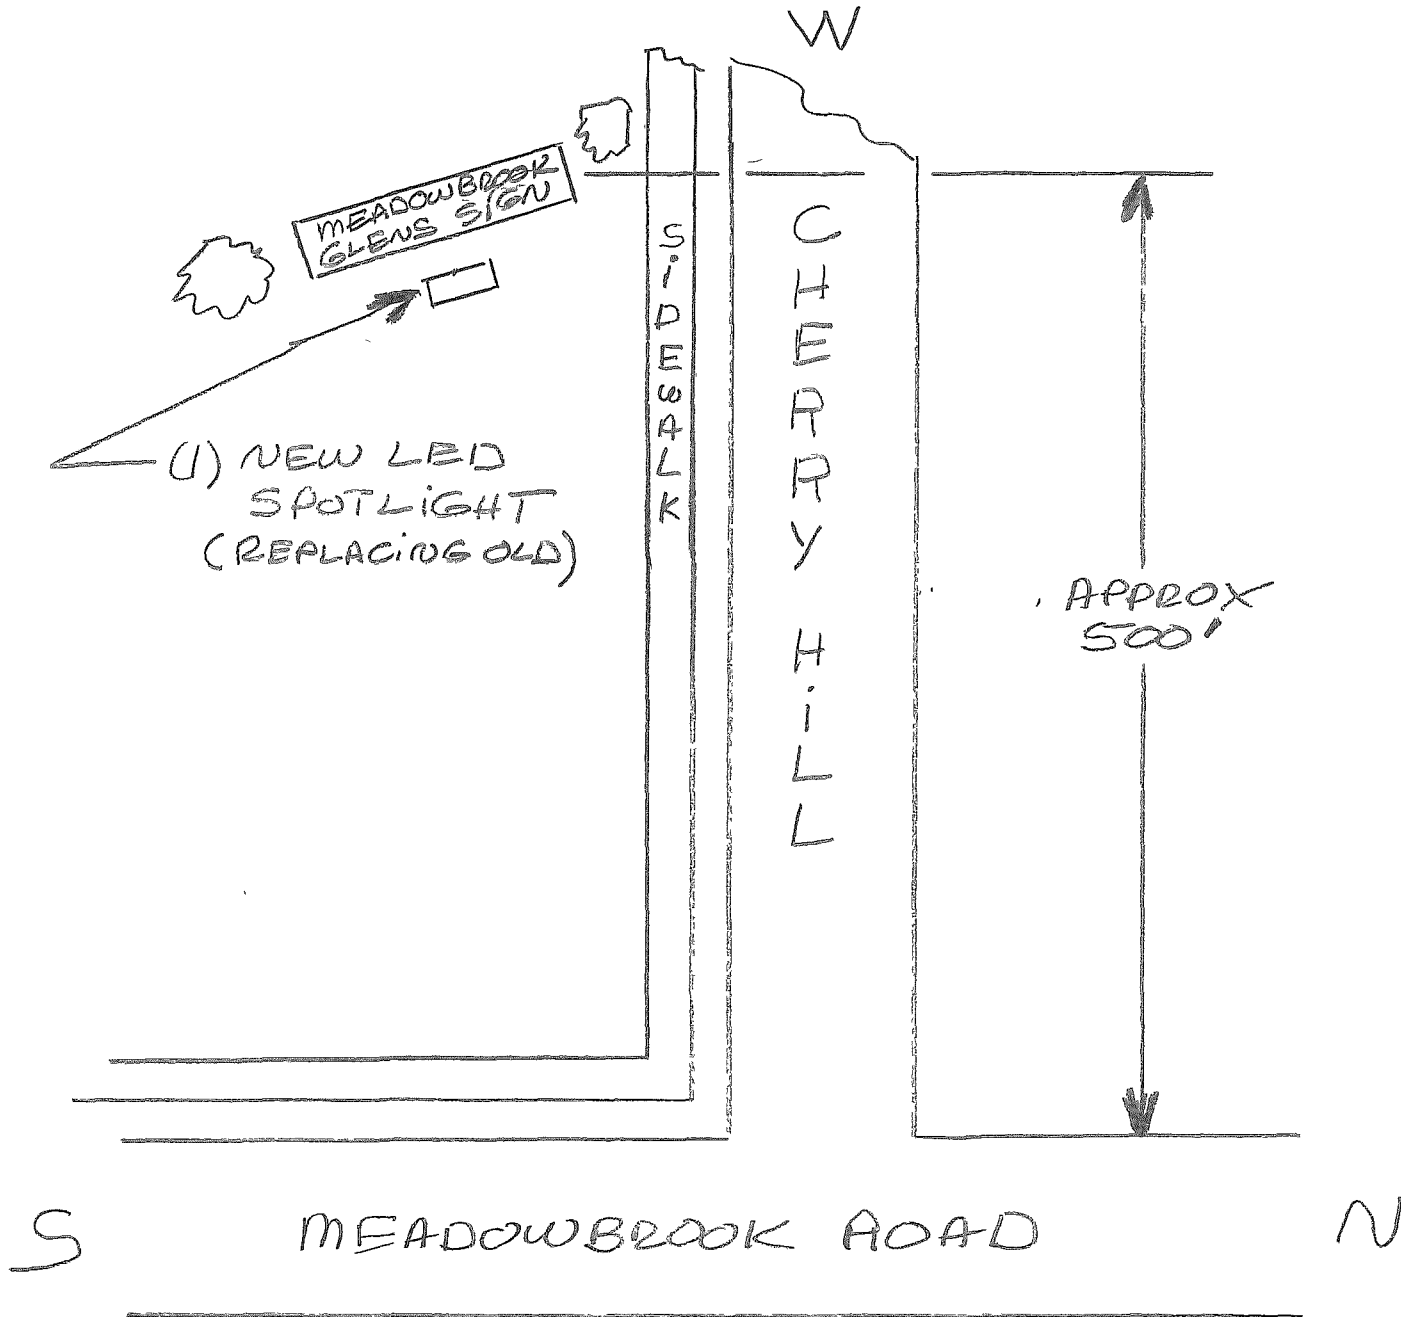 W
MEADOWBROOK
GLENS SIGN
SiDEWALK
CHERRY HiLL
(1) NEW LED
SPOTLiGHT
(REPLACiNG OLD)
APPROX
500'
S
MEADOWBROOK ROAD
N